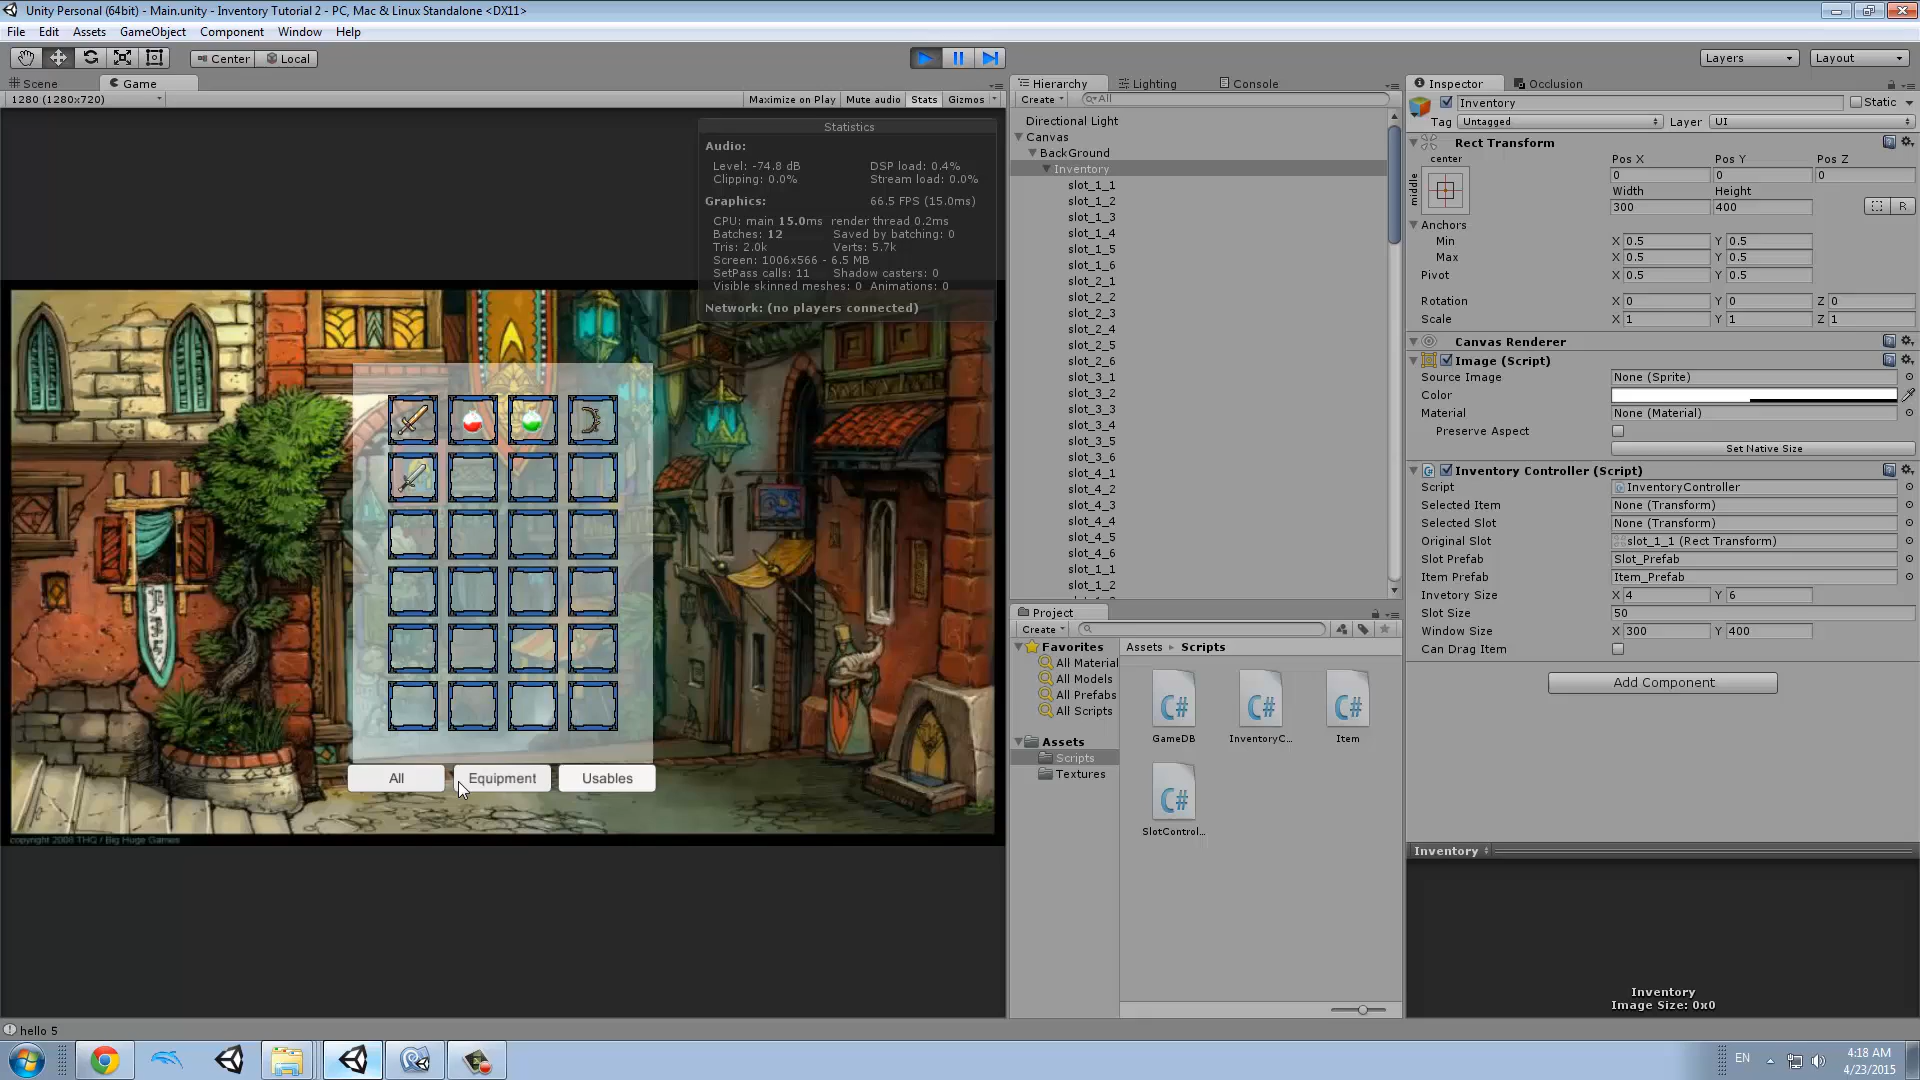 Unity Personal (64bit) - Main.unity - Inventory Tutorial 2 - PC, Mac & Linux Standalone <DX11>
File Edit Assets GameObject Component Window Help
Center Local
Layers Layout
Scene Game
1280 (1280x720) Maximize on Play Mute audio Stats Gizmos
Statistics
Audio:
Level: -74.8 dB DSP load: 0.4%
Clipping: 0.0% Stream load: 0.0%
Graphics: 66.5 FPS (15.0ms)
CPU: main 15.0ms render thread 0.2ms
Batches: 12 Saved by batching: 0
Tris: 2.0k Verts: 5.7k
Screen: 1006x566 - 6.5 MB
SetPass calls: 11 Shadow casters: 0
Visible skinned meshes: 0 Animations: 0
Network: (no players connected)
All Equipment Usables
copyright 2006 THQ / Big Huge Games
Hierarchy Lighting Console
Create All
Directional Light
Canvas
BackGround
Inventory
slot_1_1
slot_1_2
slot_1_3
slot_1_4
slot_1_5
slot_1_6
slot_2_1
slot_2_2
slot_2_3
slot_2_4
slot_2_5
slot_2_6
slot_3_1
slot_3_2
slot_3_3
slot_3_4
slot_3_5
slot_3_6
slot_4_1
slot_4_2
slot_4_3
slot_4_4
slot_4_5
slot_4_6
slot_1_1
slot_1_2
Project
Create
Favorites
All Material
All Models
All Prefabs
All Scripts
Assets
Scripts
Textures
Assets Scripts
GameDB InventoryC... Item
SlotControl...
Inspector Occlusion
Inventory Static
Tag Untagged Layer UI
Rect Transform
center
middle
Pos X Pos Y Pos Z
0 0 0
Width Height
300 400
R
Anchors
Min X 0.5 Y 0.5
Max X 0.5 Y 0.5
Pivot X 0.5 Y 0.5
Rotation X 0 Y 0 Z 0
Scale X 1 Y 1 Z 1
Canvas Renderer
Image (Script)
Source Image None (Sprite)
Color
Material None (Material)
Preserve Aspect
Set Native Size
Inventory Controller (Script)
Script InventoryController
Selected Item None (Transform)
Selected Slot None (Transform)
Original Slot slot_1_1 (Rect Transform)
Slot Prefab Slot_Prefab
Item Prefab Item_Prefab
Invetory Size X 4 Y 6
Slot Size 50
Window Size X 300 Y 400
Can Drag Item
Add Component
Inventory
Inventory
Image Size: 0x0
hello 5
EN
4:18 AM
4/23/2015